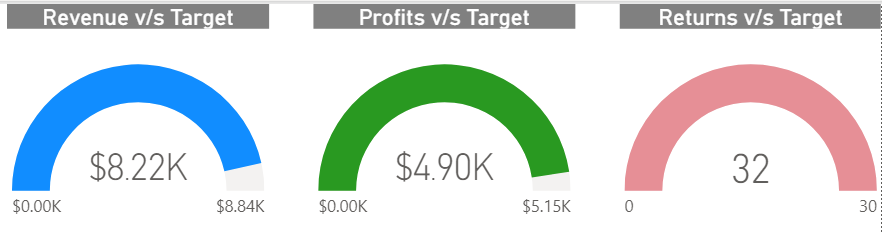 Revenue v/s Target
$8.22K
$0.00K
$8.84K
Profits v/s Target
$4.90K
$0.00K
$5.15K
Returns v/s Target
32
0
30